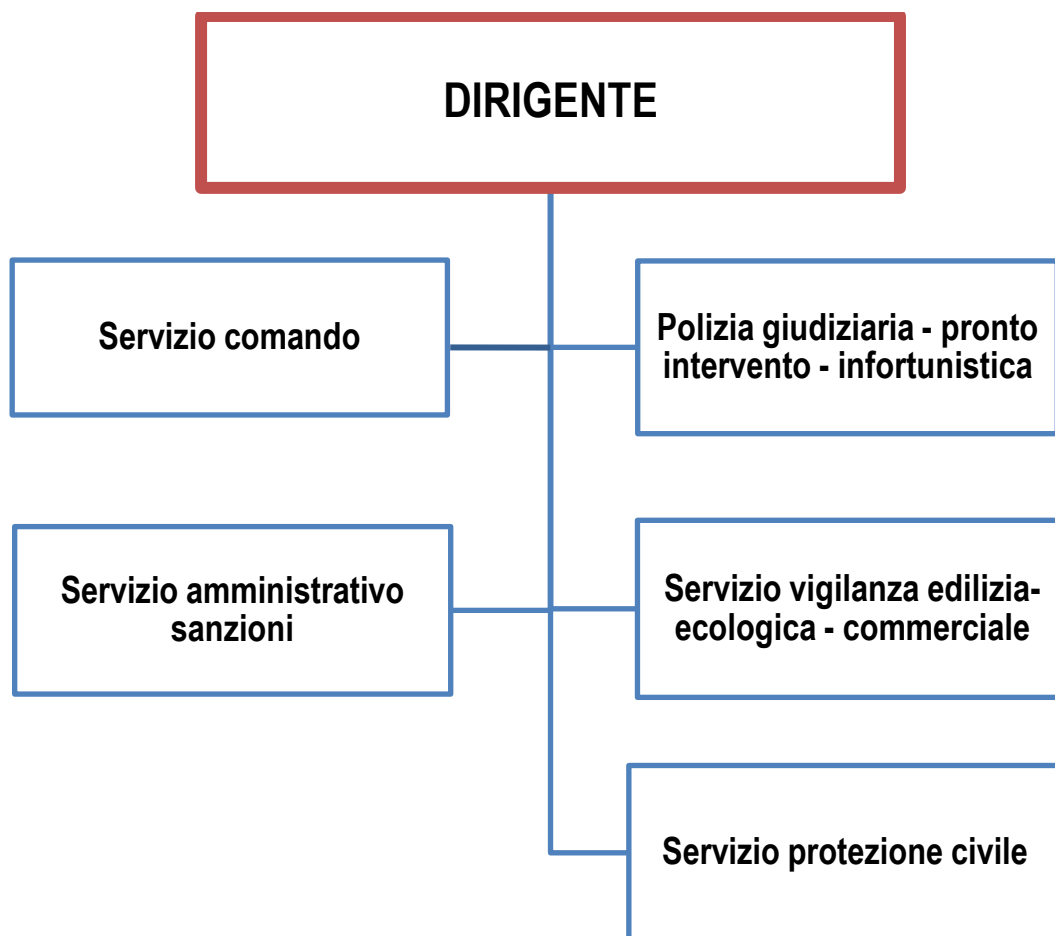 DIRIGENTE
Servizio comando
Polizia giudiziaria - pronto
intervento - infortunistica
Servizio amministrativo
sanzioni
Servizio vigilanza edilizia-
ecologica - commerciale
Servizio protezione civile